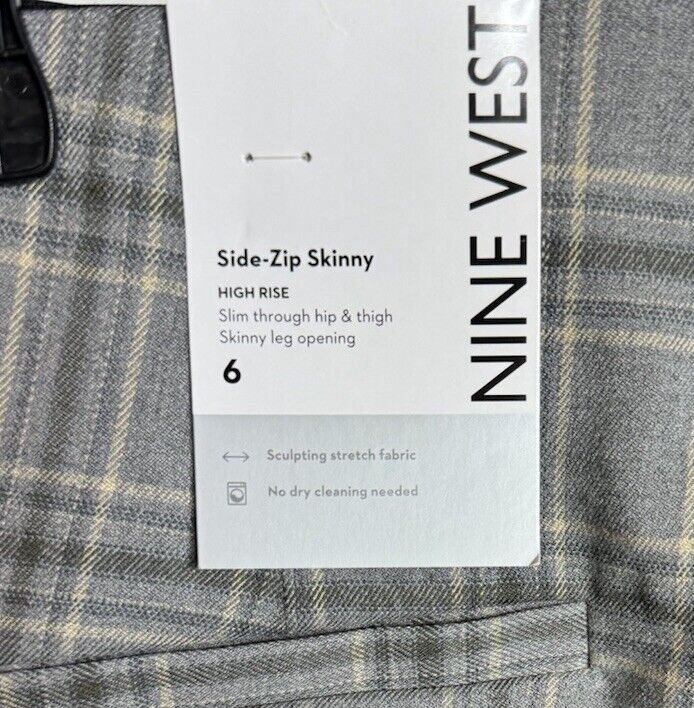 NINE WEST
Side-Zip Skinny
HIGH RISE
Slim through hip & thigh
Skinny leg opening
6
Sculpting stretch fabric
No dry cleaning needed